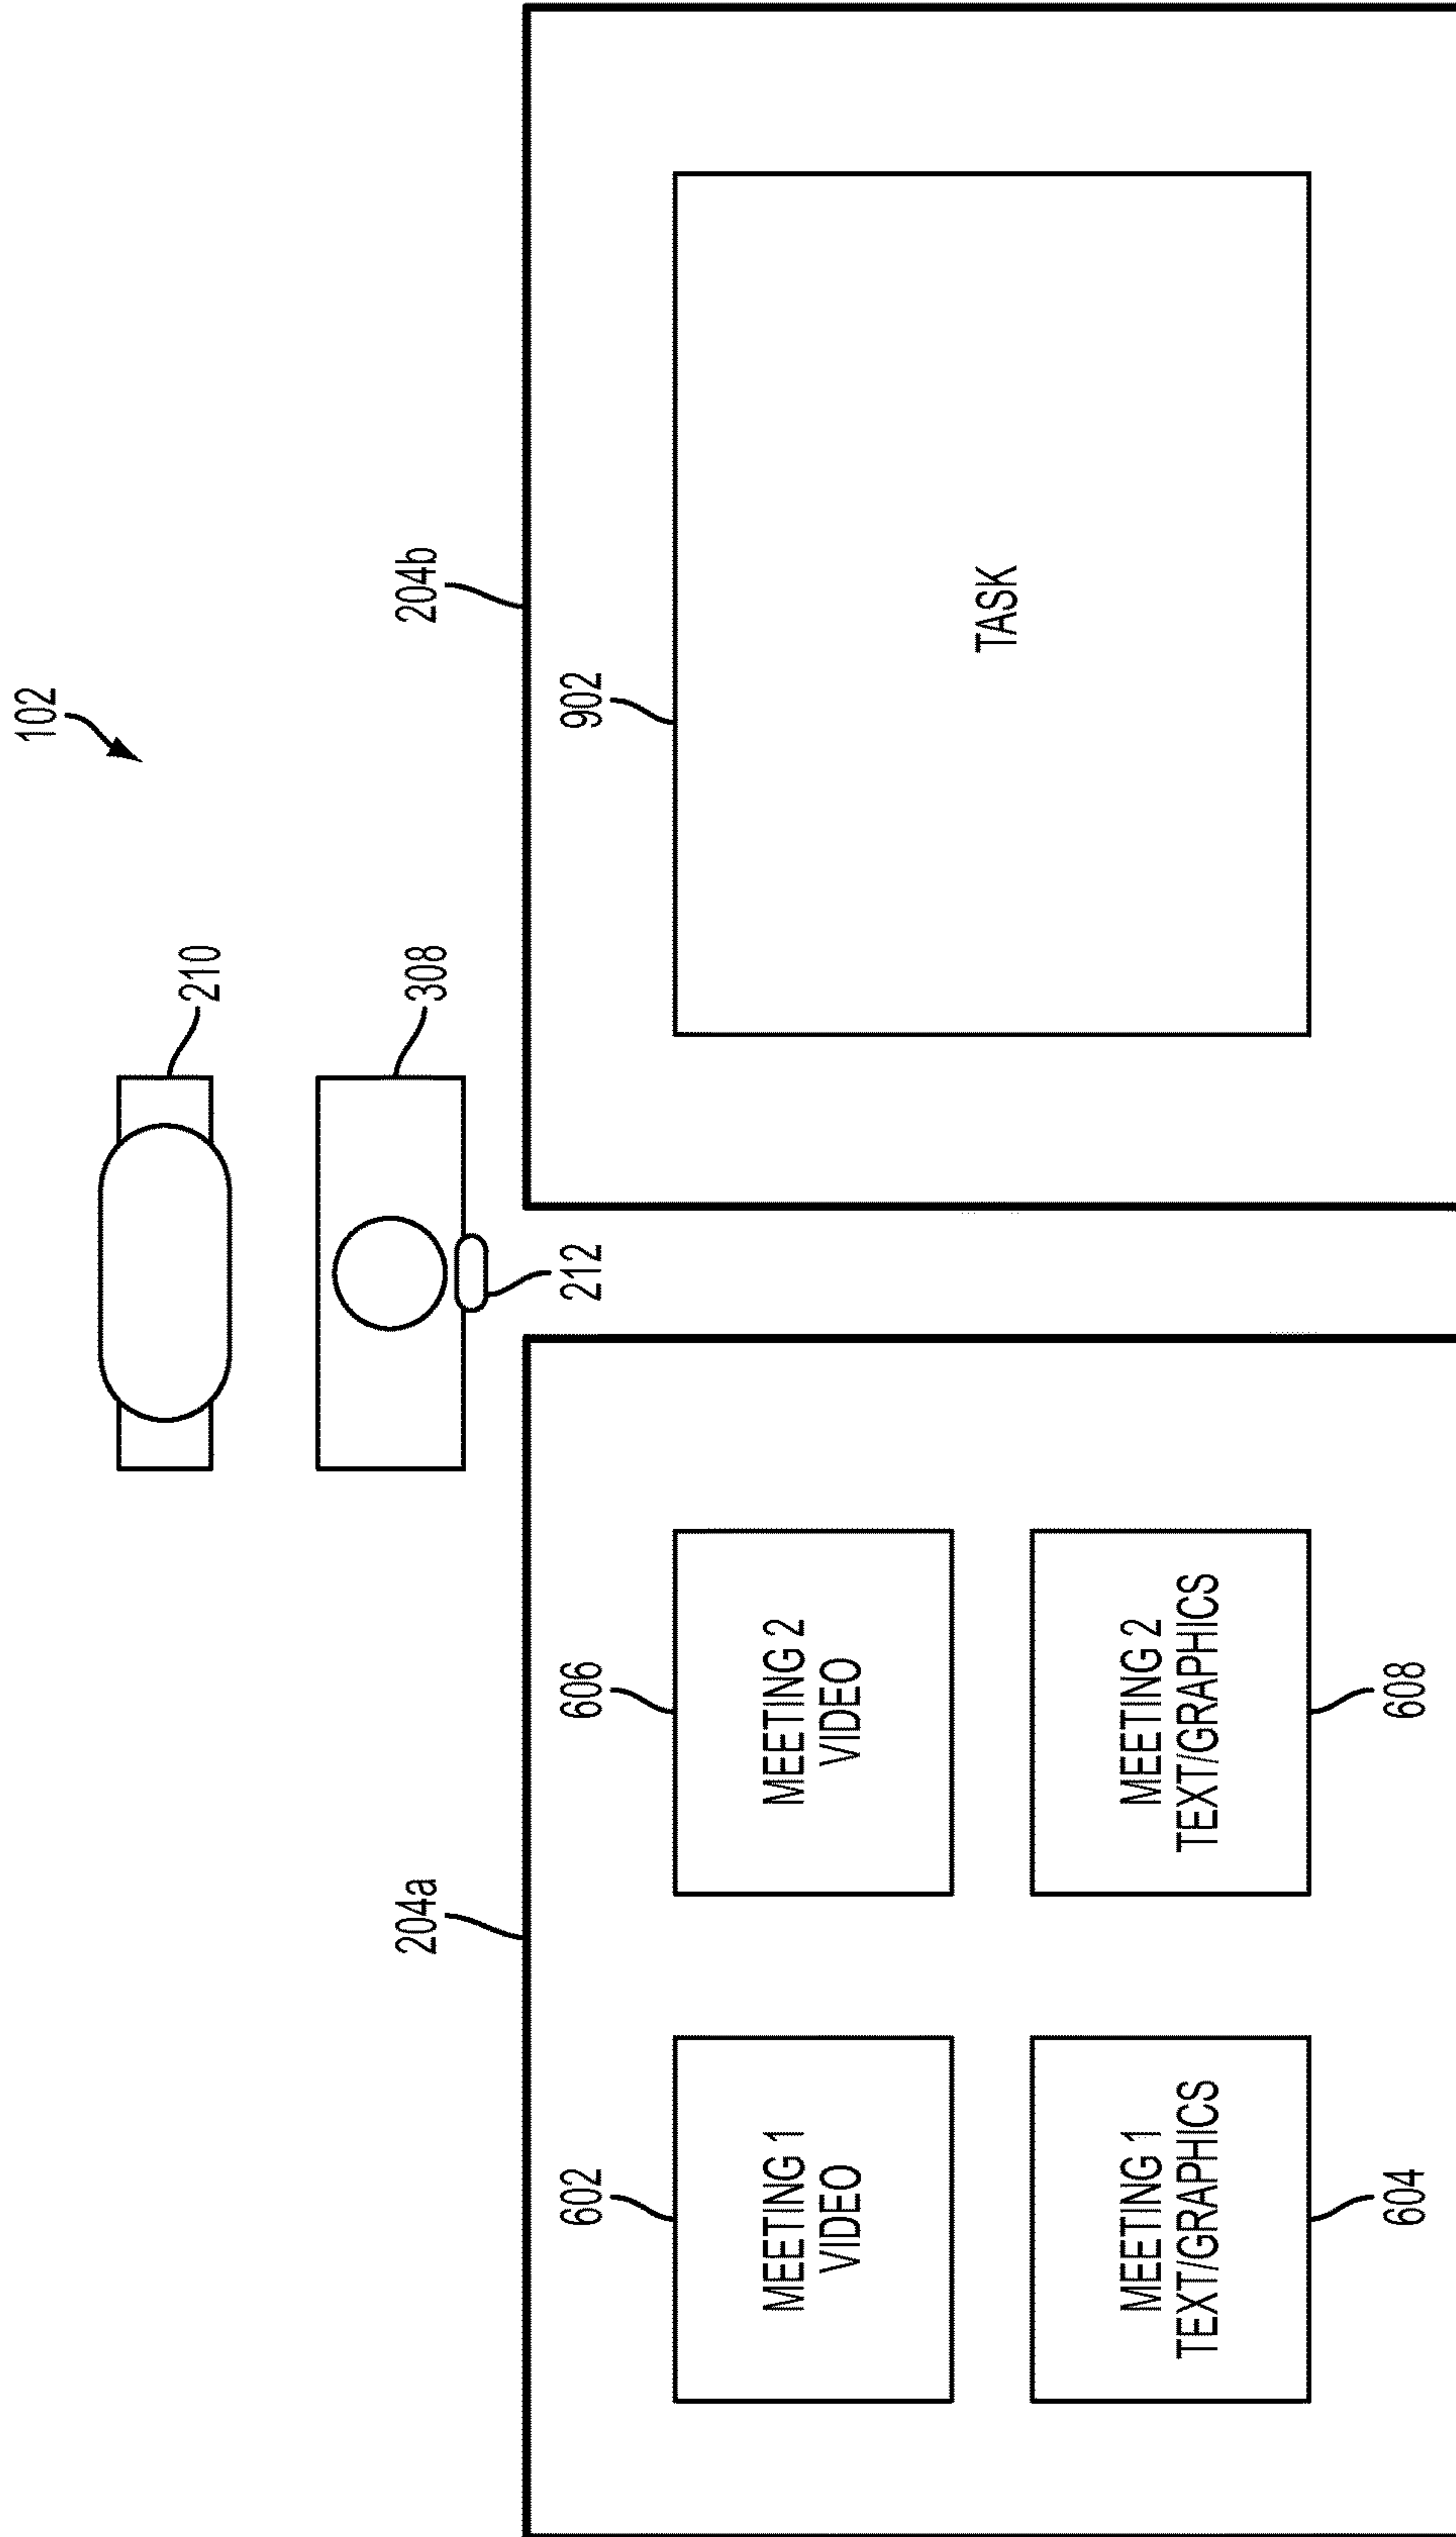 102
210
308
212
204a
204b
602
MEETING 1
VIDEO
606
MEETING 2
VIDEO
902
TASK
MEETING 1
TEXT/GRAPHICS
604
MEETING 2
TEXT/GRAPHICS
608